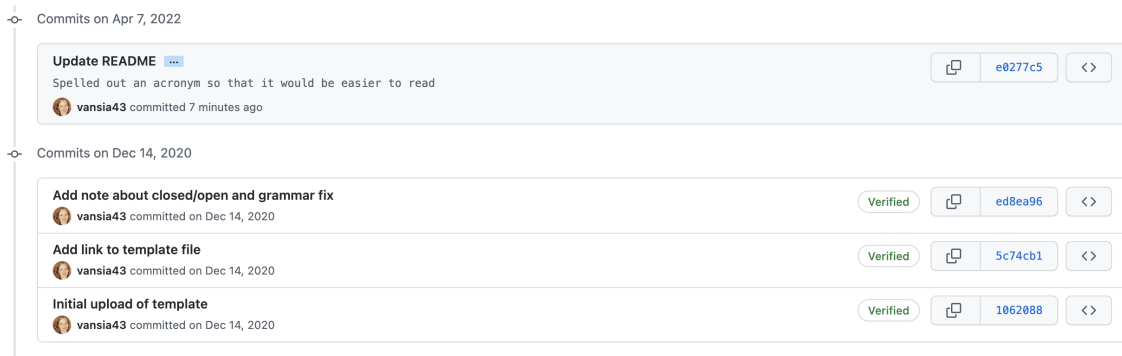 Commits on Apr 7, 2022
Update README ...
e0277c5
Spelled out an acronym so that it would be easier to read
vansia43 committed 7 minutes ago
Commits on Dec 14, 2020
Add note about closed/open and grammar fix
Verified
ed8ea96
vansia43 committed on Dec 14, 2020
Add link to template file
Verified
5c74cb1
vansia43 committed on Dec 14, 2020
Initial upload of template
Verified
1062088
vansia43 committed on Dec 14, 2020